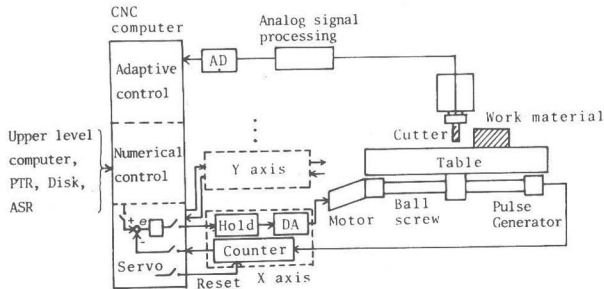 CNC
computer
Analog signal
processing
AD
Adaptive
control
Work material
Cutter
Upper level
computer,
PTR, Disk,
ASR
Numerical
control
Y axis
Table
Motor
Ball
screw
Pulse
Generator
+ e
-
Hold
DA
Counter
Servo
Reset
X axis